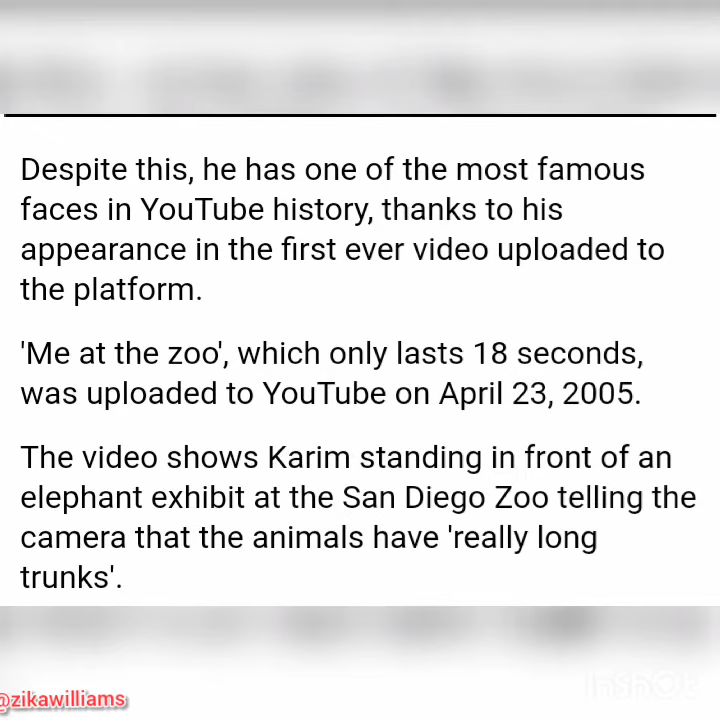 Despite this, he has one of the most famous
faces in YouTube history, thanks to his
appearance in the first ever video uploaded to
the platform.
'Me at the zoo', which only lasts 18 seconds,
was uploaded to YouTube on April 23, 2005.
The video shows Karim standing in front of an
elephant exhibit at the San Diego Zoo telling the
camera that the animals have 'really long
trunks'.
InShOt
@zikawilliams